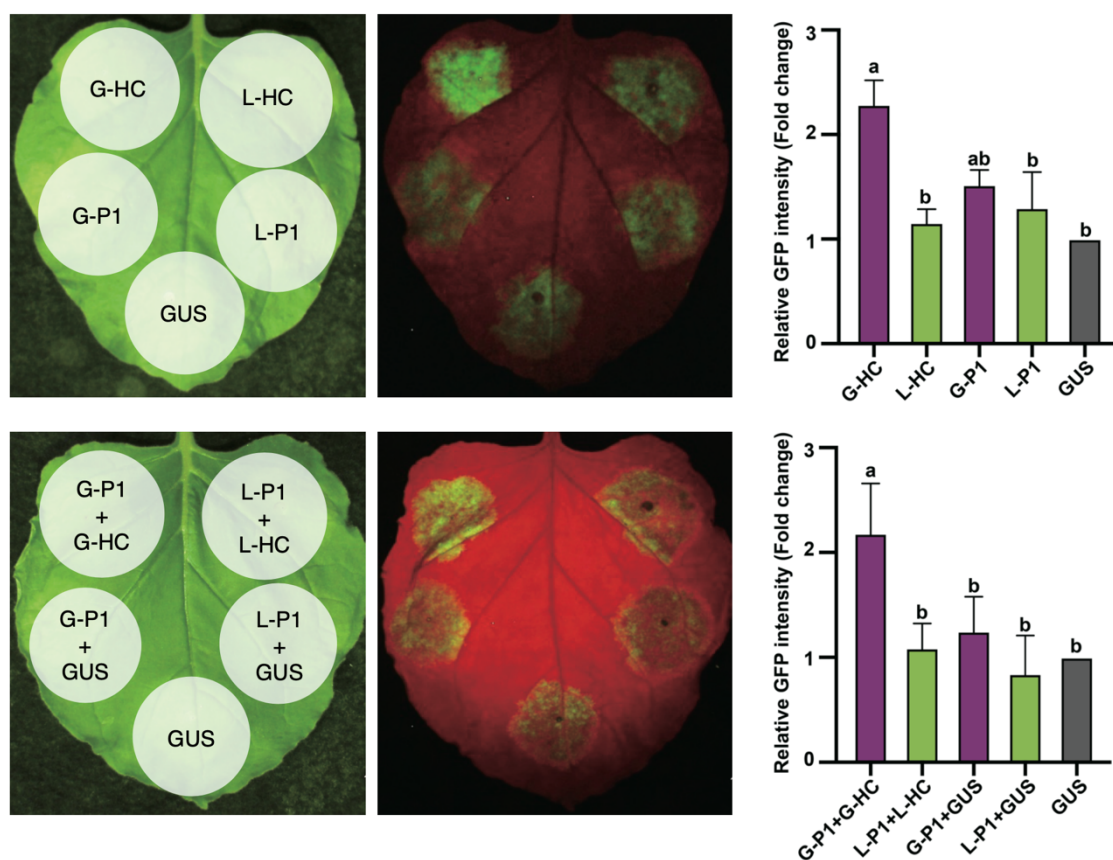 G-HC
L-HC
G-P1
L-P1
GUS
Relative GFP intensity (Fold change)
3
2
1
0
a
b
ab
b
b
G-HC
L-HC
G-P1
L-P1
GUS
G-P1
+
G-HC
L-P1
+
L-HC
G-P1
+
GUS
L-P1
+
GUS
GUS
Relative GFP intensity (Fold change)
3
2
1
0
a
b
b
b
b
G-P1+G-HC
L-P1+L-HC
G-P1+GUS
L-P1+GUS
GUS